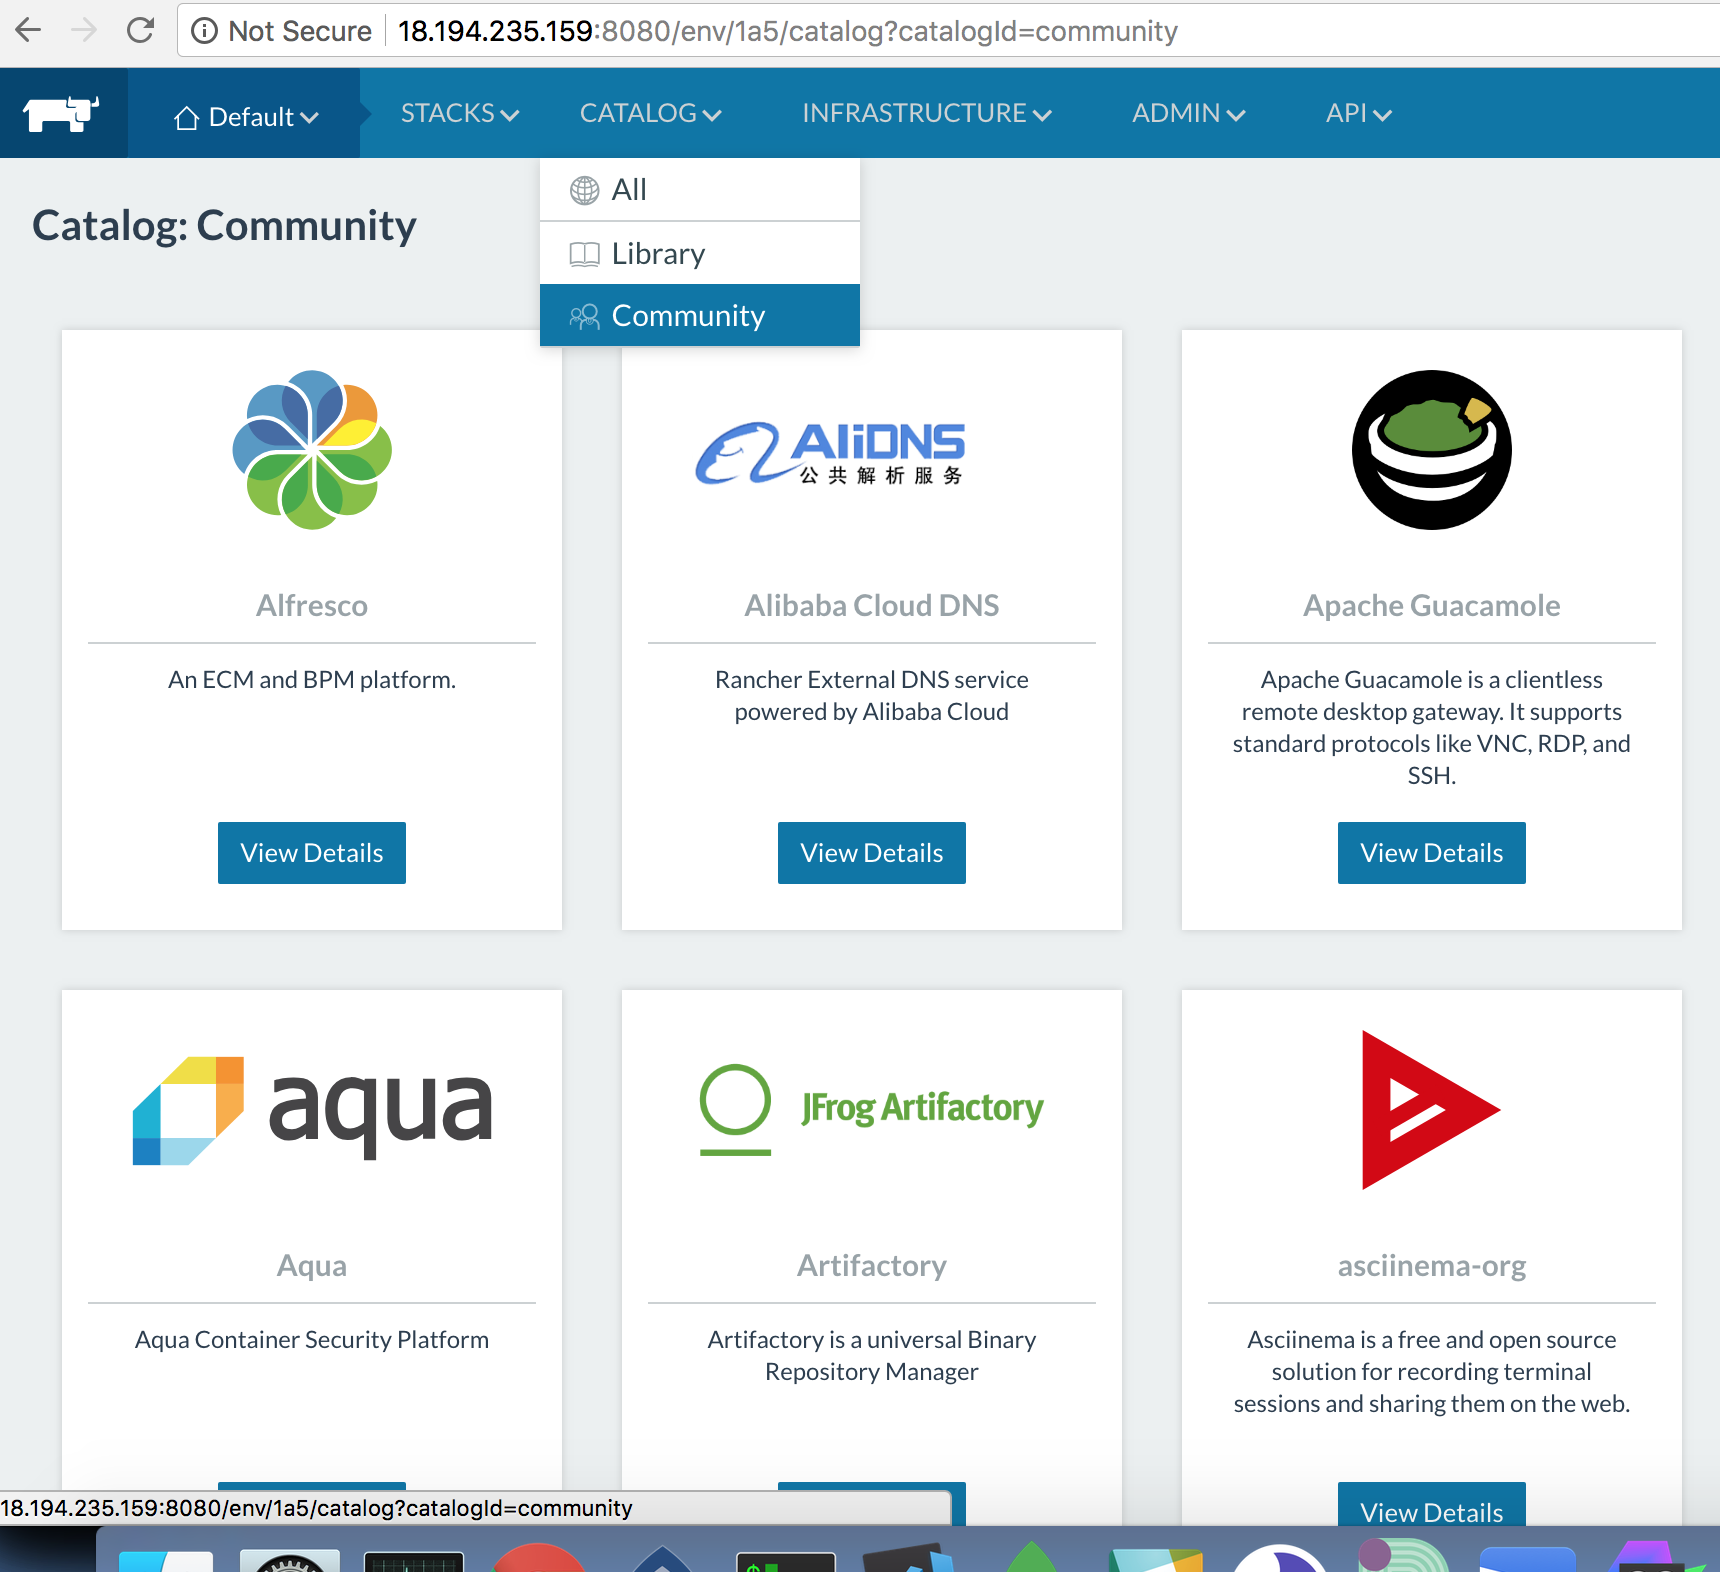 Not Secure 18.194.235.159:8080/env/1a5/catalog?catalogId=community
Default STACKS CATALOG INFRASTRUCTURE ADMIN API
All
Library
Community
Catalog: Community
AliDNS
公共解析服务
Alfresco
Alibaba Cloud DNS
Apache Guacamole
An ECM and BPM platform.
Rancher External DNS service
powered by Alibaba Cloud
Apache Guacamole is a clientless
remote desktop gateway. It supports
standard protocols like VNC, RDP, and
SSH.
View Details
View Details
View Details
aqua
JFrog Artifactory
Aqua
Artifactory
asciinema-org
Aqua Container Security Platform
Artifactory is a universal Binary
Repository Manager
Asciinema is a free and open source
solution for recording terminal
sessions and sharing them on the web.
View Details
18.194.235.159:8080/env/1a5/catalog?catalogId=community